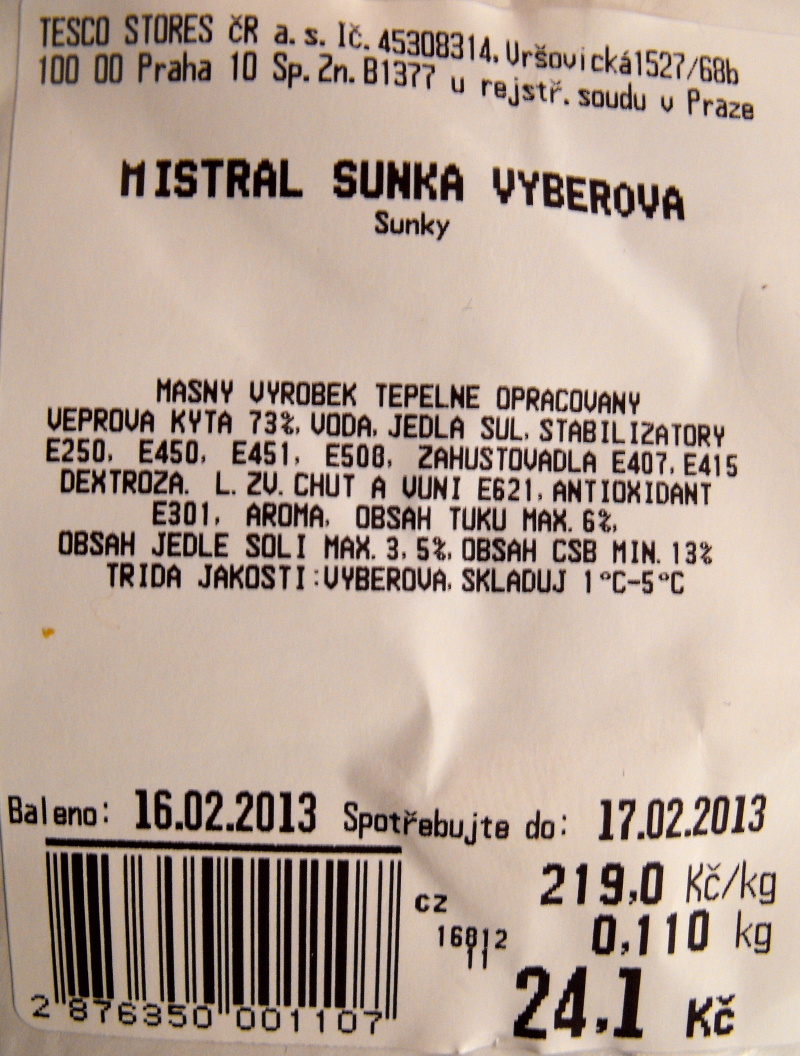 TESCO STORES ČR a. s. Ič. 45308314, Vršovická1527/68b
100 00 Praha 10 Sp. Zn. B1377 u rejstř. soudu v Praze
MISTRAL SUNKA VYBEROVA
Sunky
MASNY VYROBEK TEPELNE OPRACOVANY
VEPROVA KYTA 73%, VODA, JEDLA SUL, STABILIZATORY
E250, E450, E451, E508, ZAHUSTOVADLA E407, E415
DEXTROZA. L. ZV. CHUT A VUNI E621, ANTIOXIDANT
E301, AROMA, OBSAH TUKU MAX. 6%,
OBSAH JEDLE SOLI MAX. 3,5%, OBSAH CSB MIN. 13%
TRIDA JAKOSTI:VYBEROVA, SKLADUJ 1°C-5°C
Baleno: 16.02.2013 Spotřebujte do: 17.02.2013
219,0 Kč/kg
CZ
16812
11
0,110 kg
24,1 Kč
2 876350 001107